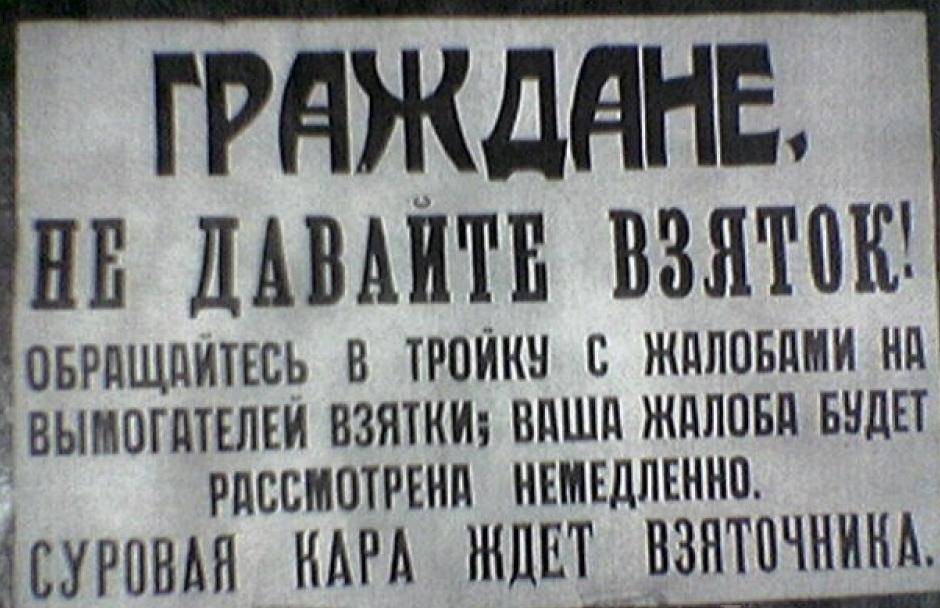 ГРАЖДАНЕ,
НЕ ДАВАЙТЕ ВЗЯТОК!
ОБРАЩАЙТЕСЬ В ТРОЙКУ С ЖАЛОБАМИ НА
ВЫМОГАТЕЛЕЙ ВЗЯТКИ; ВАША ЖАЛОБА БУДЕТ
РАССМОТРЕНА НЕМЕДЛЕННО.
СУРОВАЯ КАРА ЖДЕТ ВЗЯТОЧНИКА.